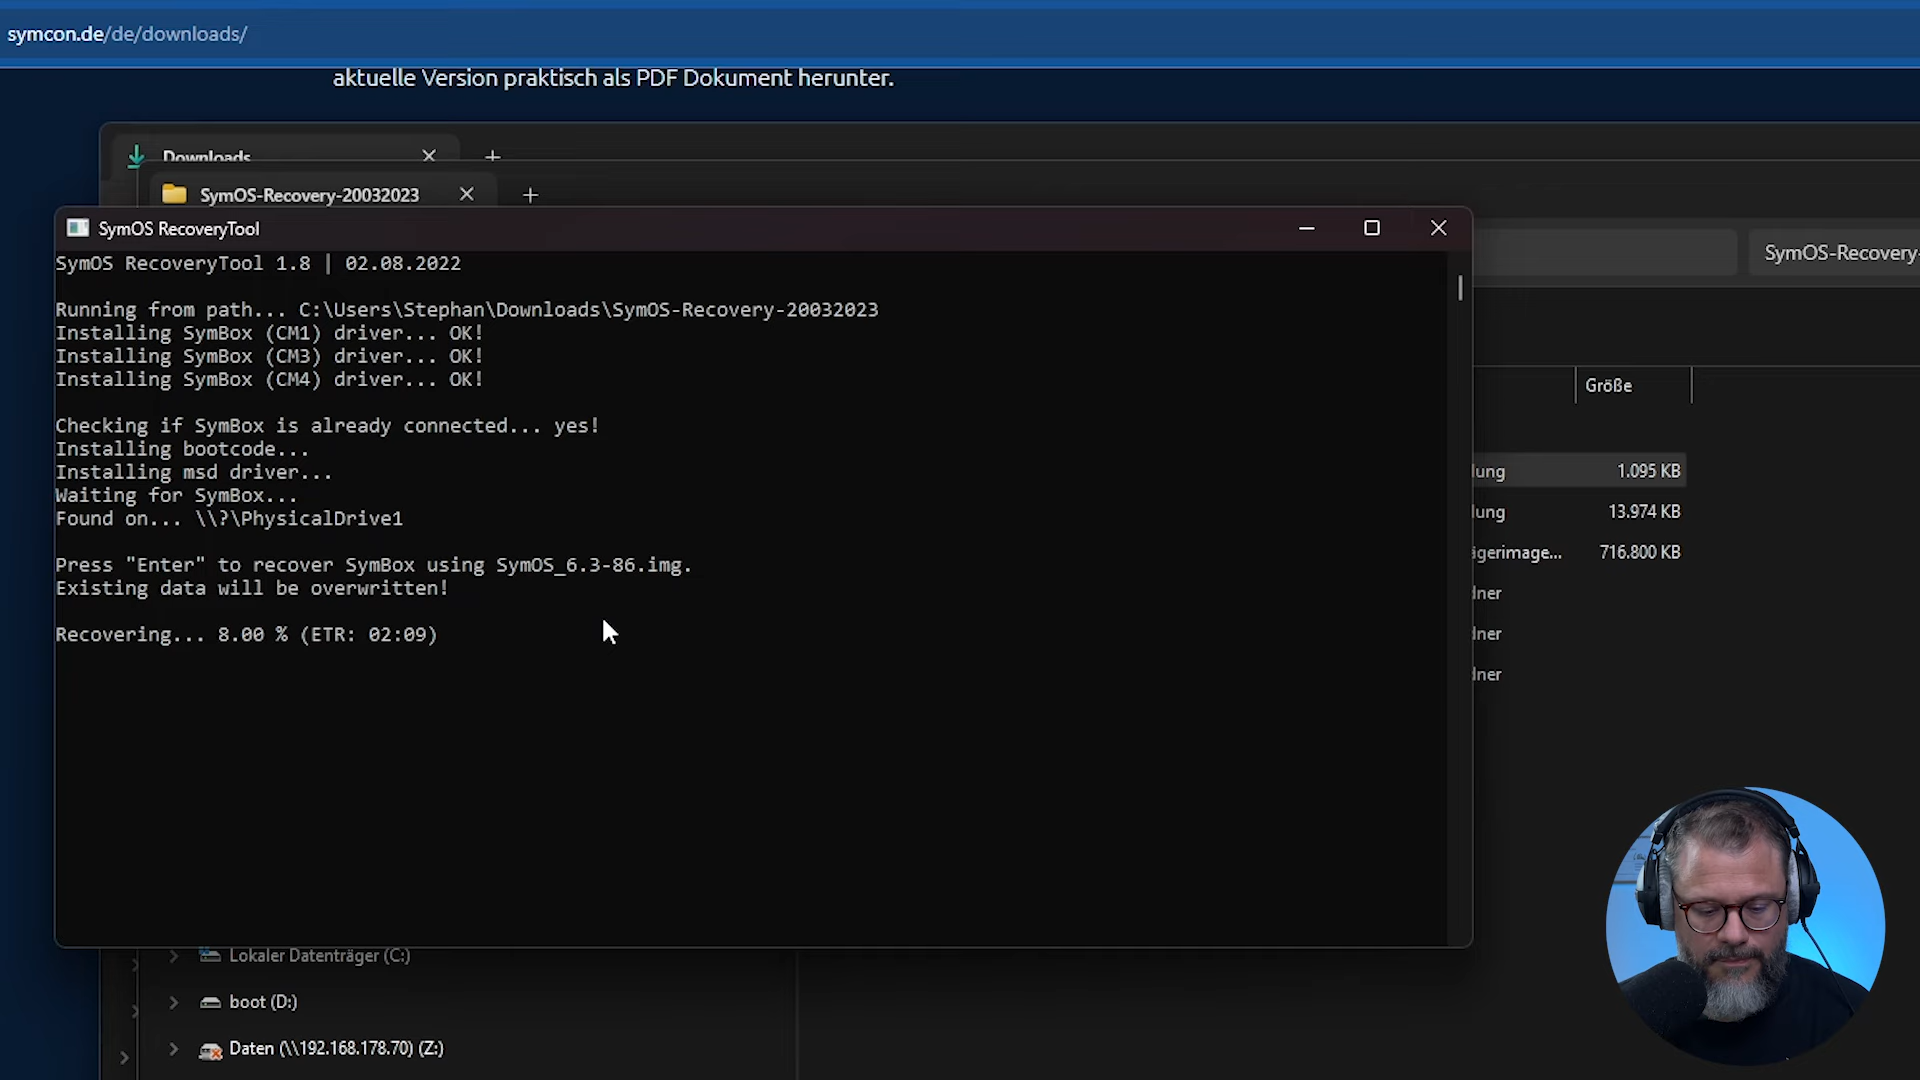 symcon.de/de/downloads/
aktuelle Version praktisch als PDF Dokument herunter.
Downloads
SymOS-Recovery-20032023
SymOS RecoveryTool
SymOS-Recovery-
SymOS RecoveryTool 1.8 | 02.08.2022
Running from path... C:\Users\Stephan\Downloads\SymOS-Recovery-20032023
Installing SymBox (CM1) driver... OK!
Installing SymBox (CM3) driver... OK!
Installing SymBox (CM4) driver... OK!
Checking if SymBox is already connected... yes!
Installing bootcode...
Installing msd driver...
Waiting for SymBox...
Found on... \\?\PhysicalDrive1
Press "Enter" to recover SymBox using SymOS_6.3-86.img.
Existing data will be overwritten!
Recovering... 8.00 % (ETR: 02:09)
Größe
lung 1.095 KB
lung 13.974 KB
ägerimage... 716.800 KB
dner
dner
dner
Lokaler Datenträger (C:)
boot (D:)
Daten (\\192.168.178.70) (Z:)